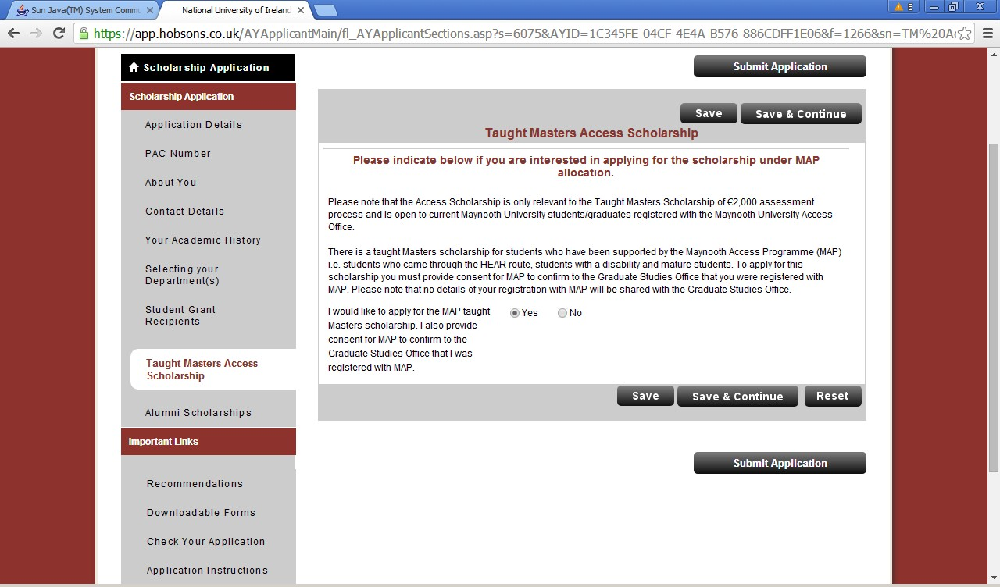 Sun Java(TM) System Commu
National University of Ireland
E
https://app.hobsons.co.uk/AYApplicantMain/fl_AYApplicantSections.asp?s=6075&AYID=1C345FE-04CF-4E4A-B576-886CDFF1E06&f=1266&sn=TM%20A
Scholarship Application
Scholarship Application
Application Details
PAC Number
About You
Contact Details
Your Academic History
Selecting your
Department(s)
Student Grant
Recipients
Taught Masters Access
Scholarship
Alumni Scholarships
Important Links
Recommendations
Downloadable Forms
Check Your Application
Application Instructions
Submit Application
Save
Save & Continue
Taught Masters Access Scholarship
Please indicate below if you are interested in applying for the scholarship under MAP
allocation.
Please note that the Access Scholarship is only relevant to the Taught Masters Scholarship of €2,000 assessment
process and is open to current Maynooth University students/graduates registered with the Maynooth University Access
Office.
There is a taught Masters scholarship for students who have been supported by the Maynooth Access Programme (MAP)
i.e. students who came through the HEAR route, students with a disability and mature students. To apply for this
scholarship you must provide consent for MAP to confirm to the Graduate Studies Office that you were registered with
MAP. Please note that no details of your registration with MAP will be shared with the Graduate Studies Office.
I would like to apply for the MAP taught
Masters scholarship. I also provide
consent for MAP to confirm to the
Graduate Studies Office that I was
registered with MAP.
Yes
No
Save
Save & Continue
Reset
Submit Application